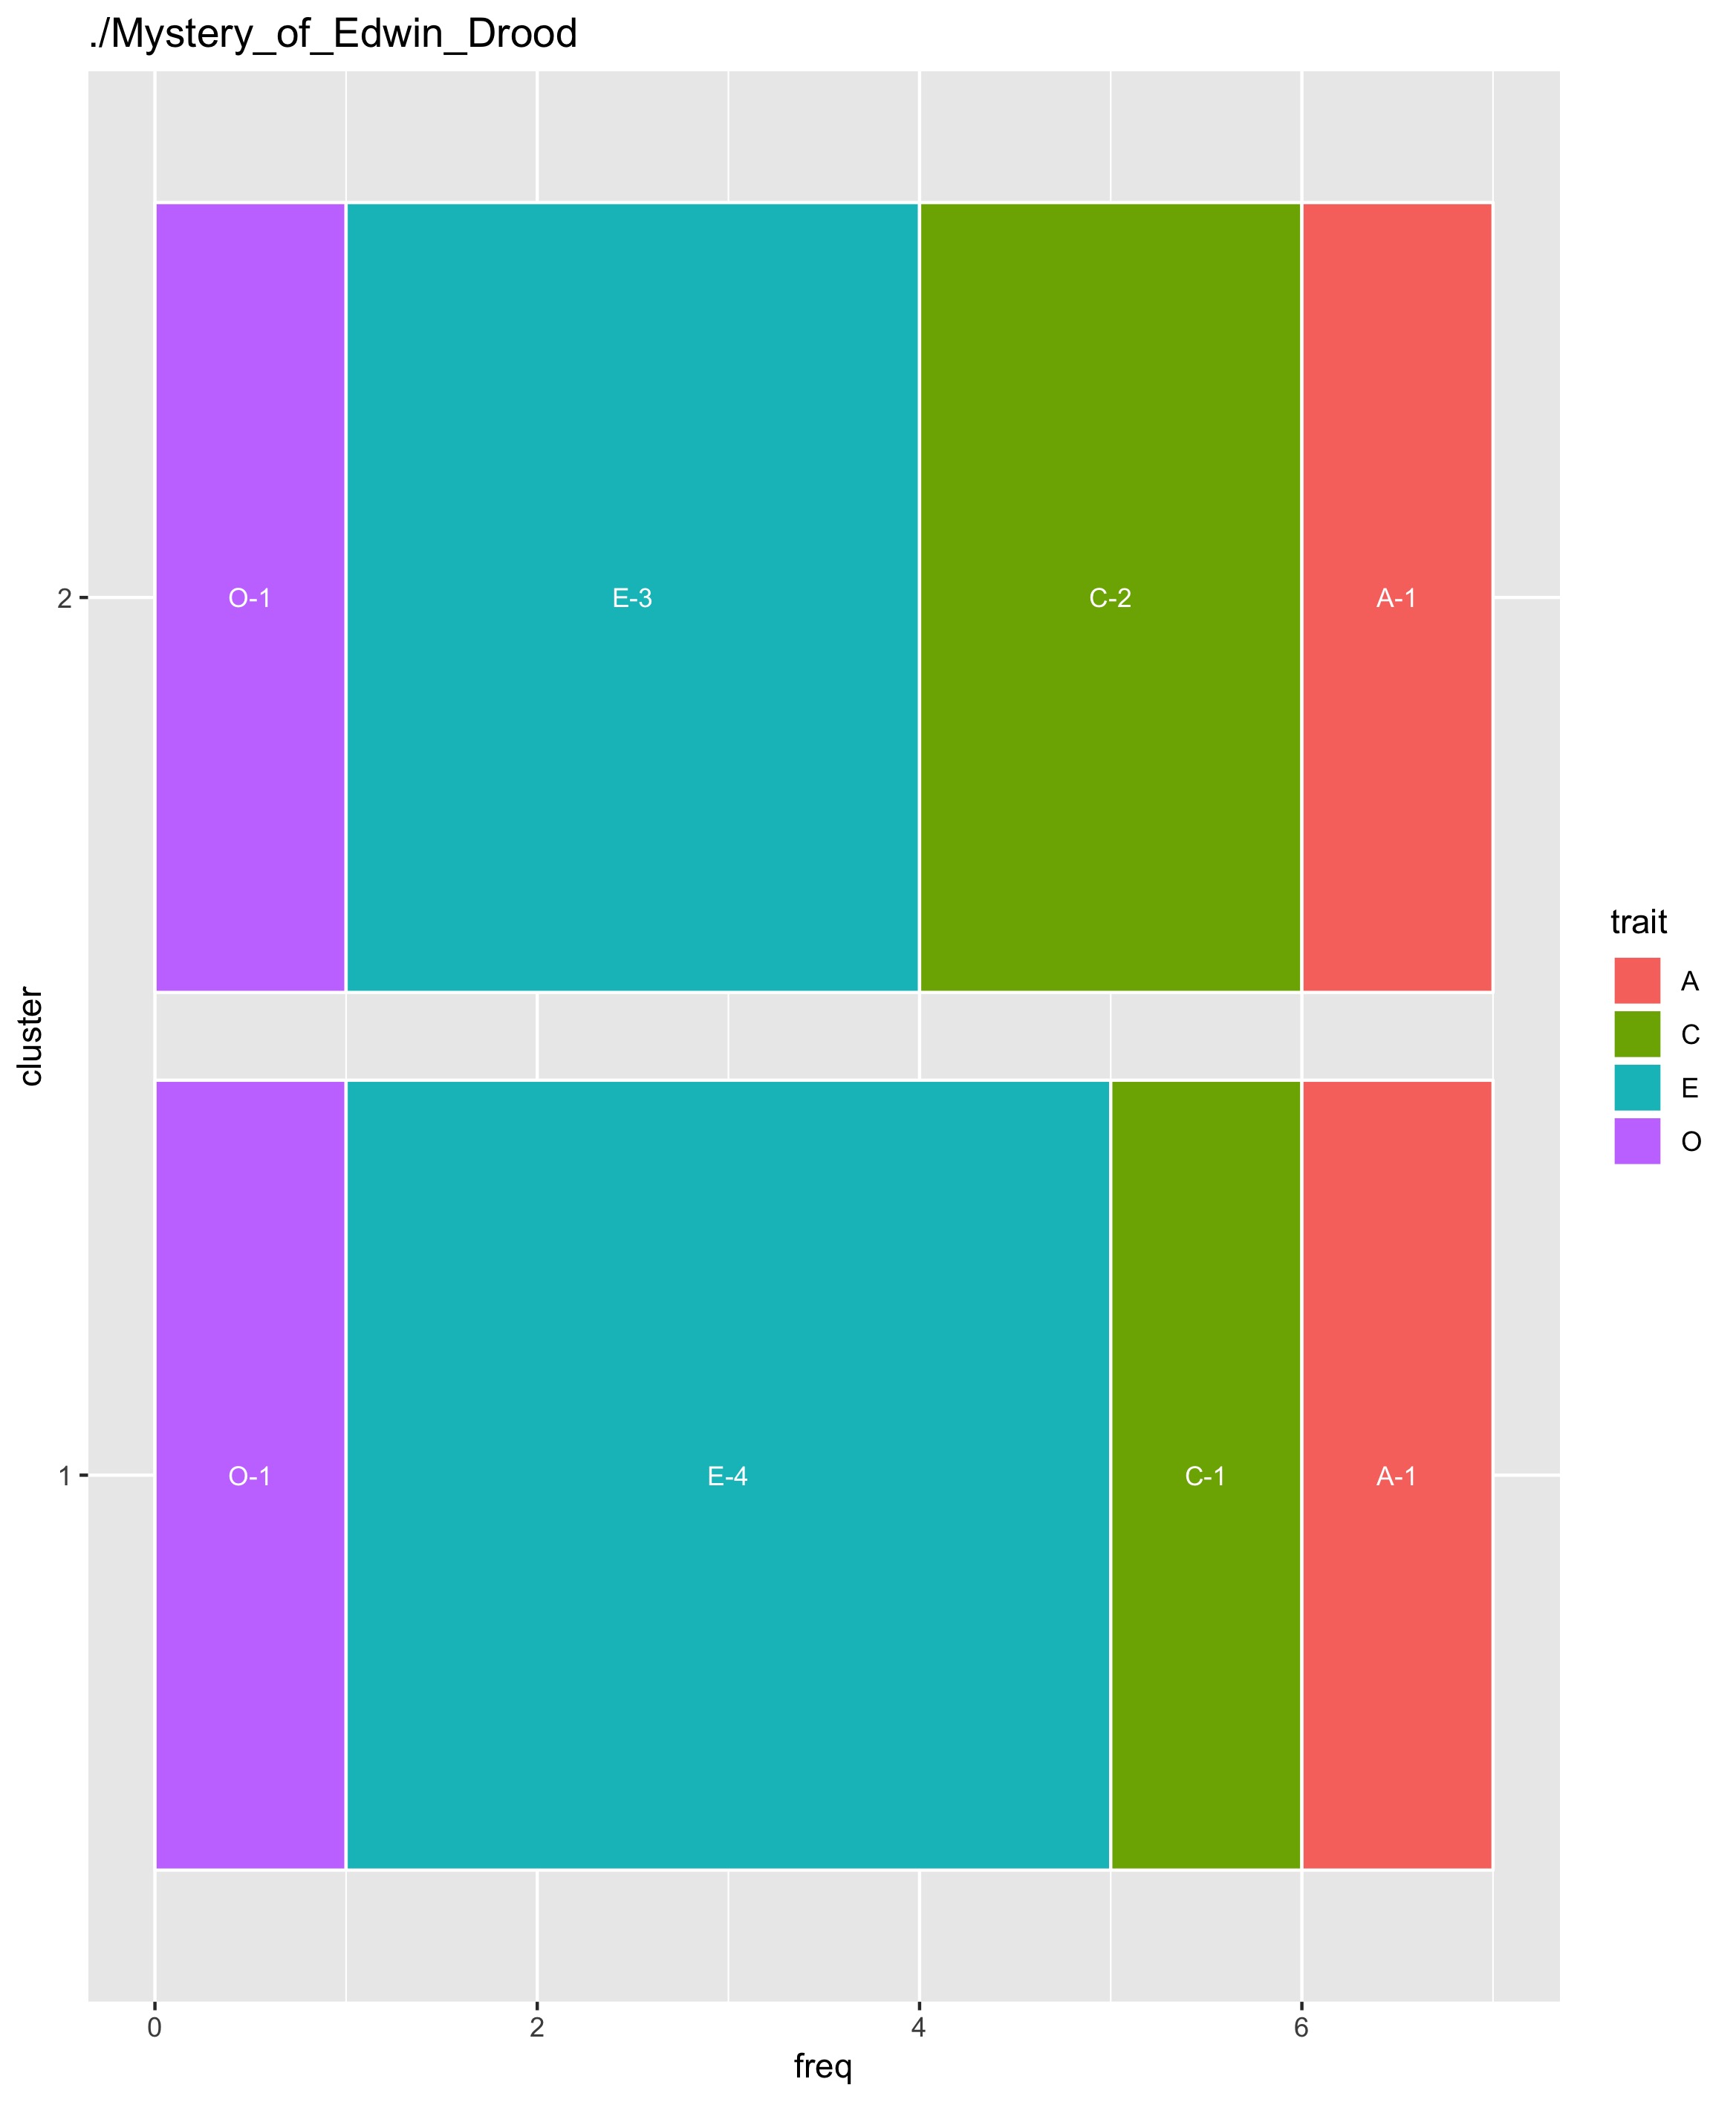 ./Mystery_of_Edwin_Drood
cluster
2
O-1
E-3
C-2
A-1
1
O-1
E-4
C-1
A-1
0
2
4
6
freq
trait
A
C
E
O